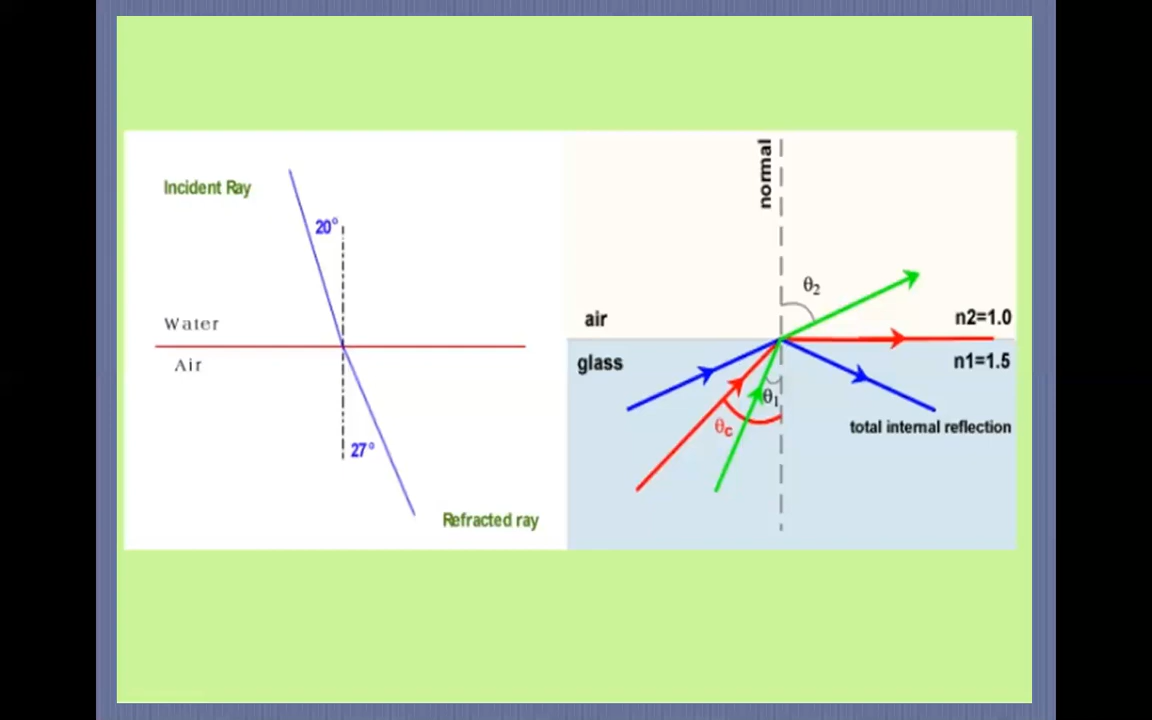 Incident Ray
20°
Water
Air
27°
Refracted ray
normal
θ2
air
n2=1.0
glass
n1=1.5
θ1
θc
total internal reflection